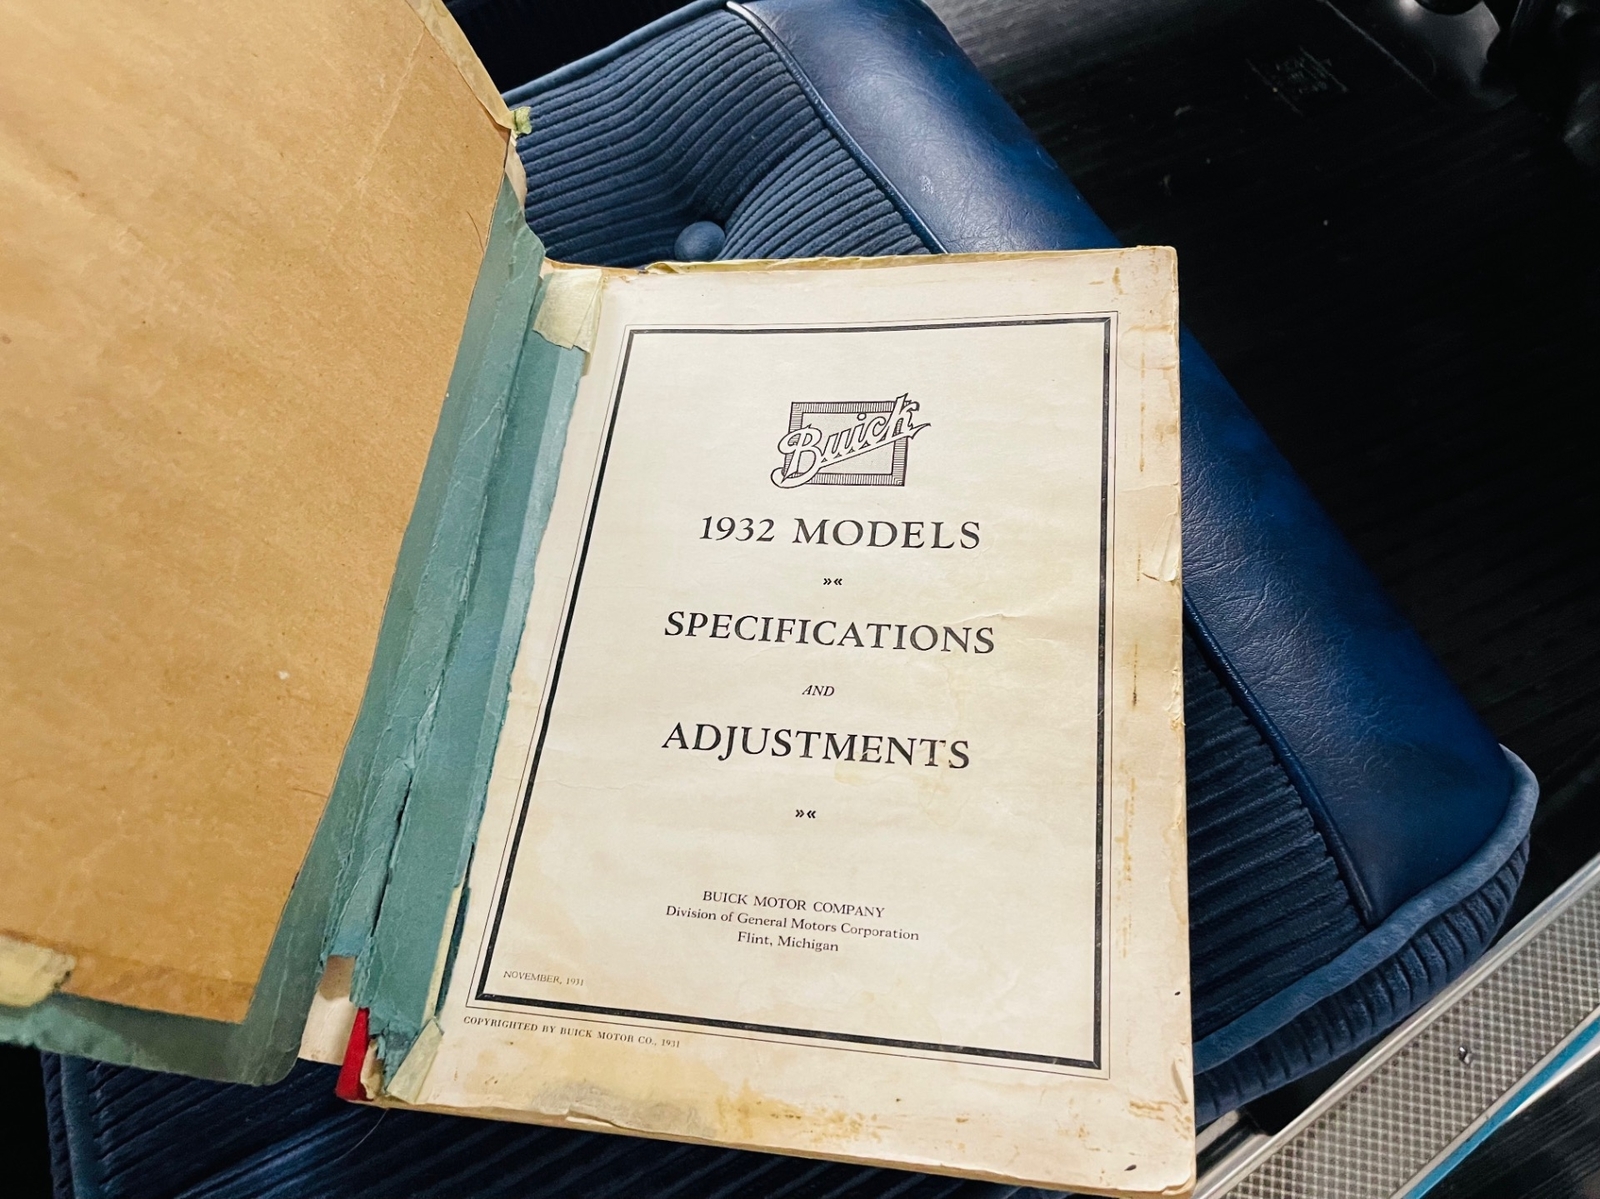 Buick
1932 MODELS
»«
SPECIFICATIONS
AND
ADJUSTMENTS
»«
BUICK MOTOR COMPANY
Division of General Motors Corporation
Flint, Michigan
NOVEMBER, 1931
COPYRIGHTED BY BUICK MOTOR CO., 1931